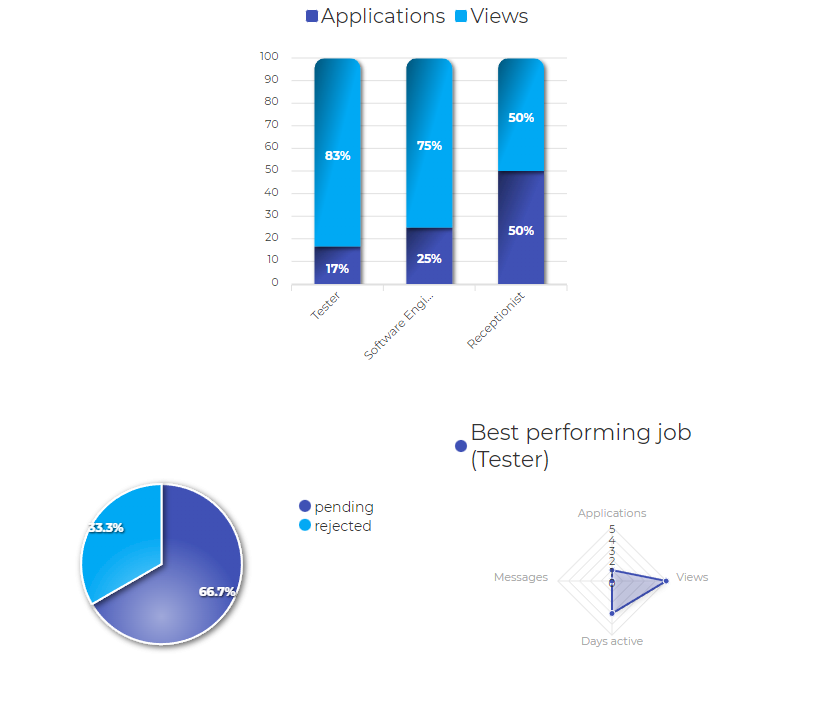 Applications Views
100
90
80
70
60
50
40
30
20
10
0
83%
75%
50%
17%
25%
50%
Tester
Software Engi...
Receptionist
33.3%
66.7%
pending
rejected
Best performing job
(Tester)
Applications
5
4
3
2
Messages
Views
Days active